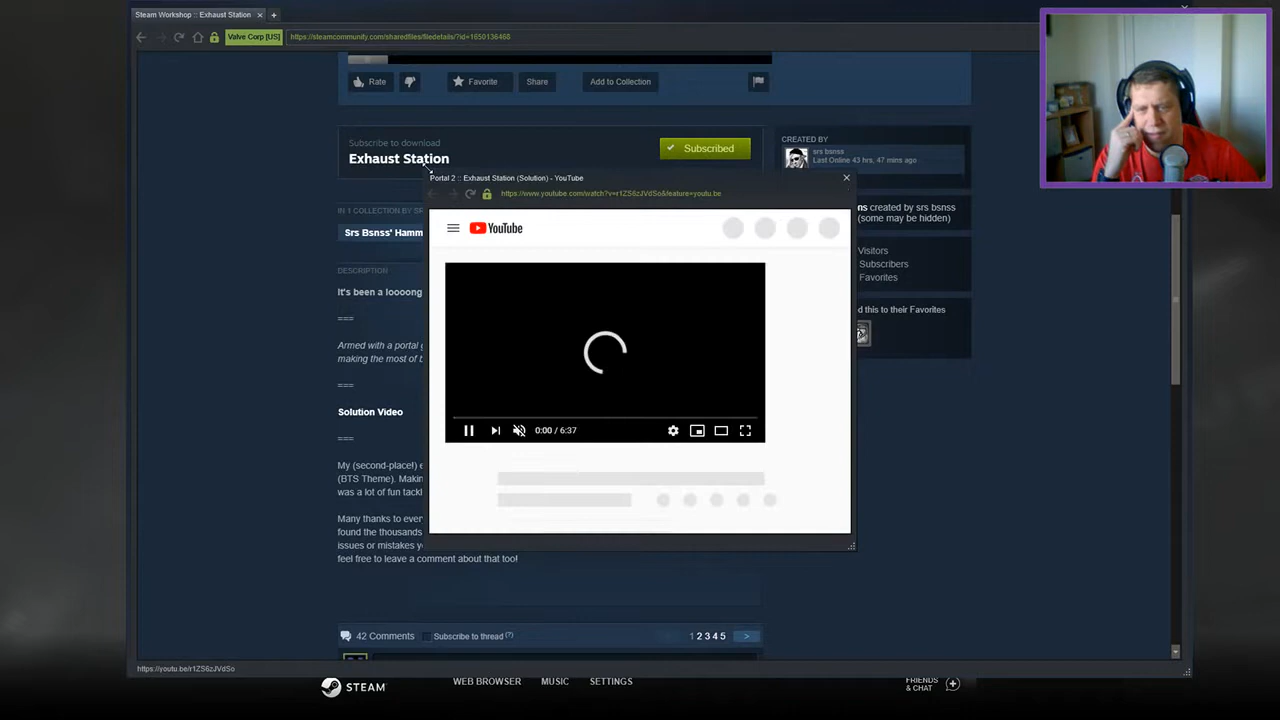 Steam Workshop :: Exhaust Station × +
Valve Corp [US] https://steamcommunity.com/sharedfiles/filedetails/?id=1650136468
Rate Favorite Share Add to Collection
Subscribe to download
Exhaust Station
Subscribed
CREATED BY
srs bsnss
Last Online 43 hrs, 47 mins ago
Portal 2 :: Exhaust Station (Solution) - YouTube
https://www.youtube.com/watch?v=r1ZS6zJVdSo&feature=youtu.be
ns created by srs bsnss
(some may be hidden)
IN 1 COLLECTION BY SR
Srs Bsnss' Hamm
YouTube
Visitors
Subscribers
Favorites
DESCRIPTION
It's been a loooong
d this to their Favorites
===
Armed with a portal g
making the most of t
===
Solution Video
0:00 / 6:37
===
My (second-place!) e
(BTS Theme). Makin
was a lot of fun tackl
Many thanks to ever
found the thousands
issues or mistakes y
feel free to leave a comment about that too!
42 Comments Subscribe to thread (?) 1 2 3 4 5 >
https://youtu.be/r1ZS6zJVdSo
STEAM WEB BROWSER MUSIC SETTINGS FRIENDS
& CHAT